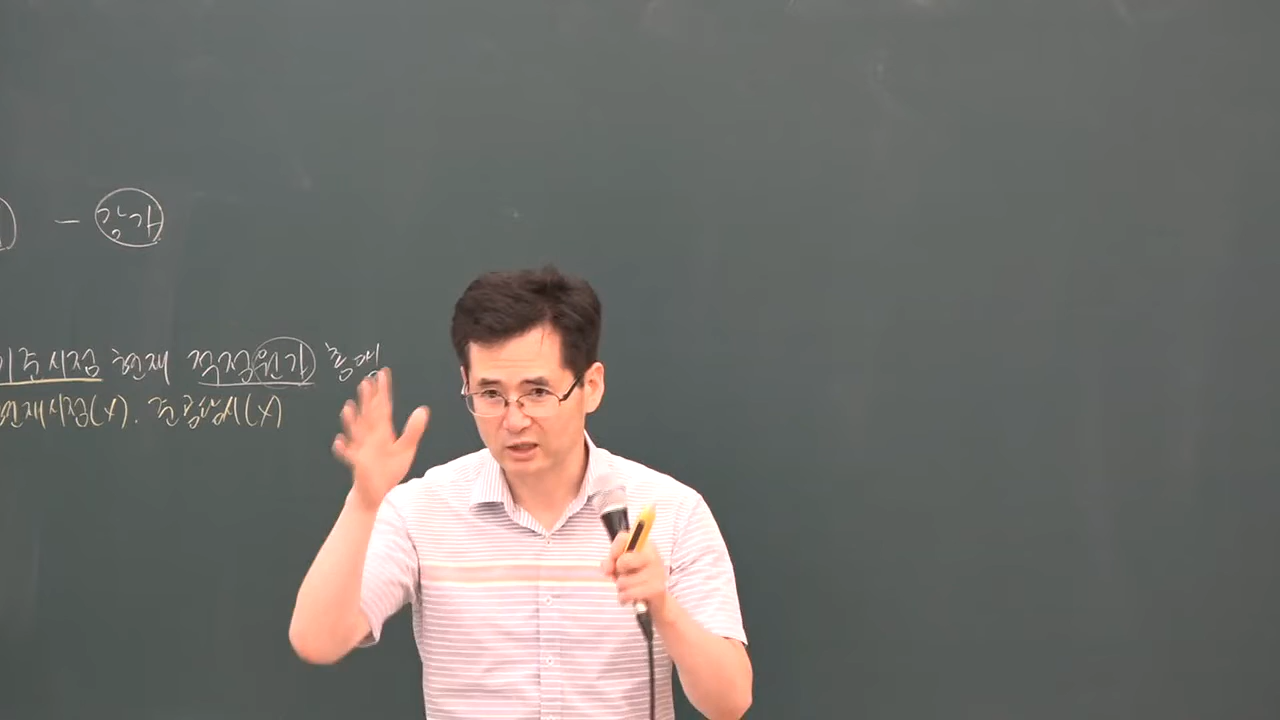 - 감가
기준시점 현재 적정원가 총액
현재시점(X). 준공당시(X)